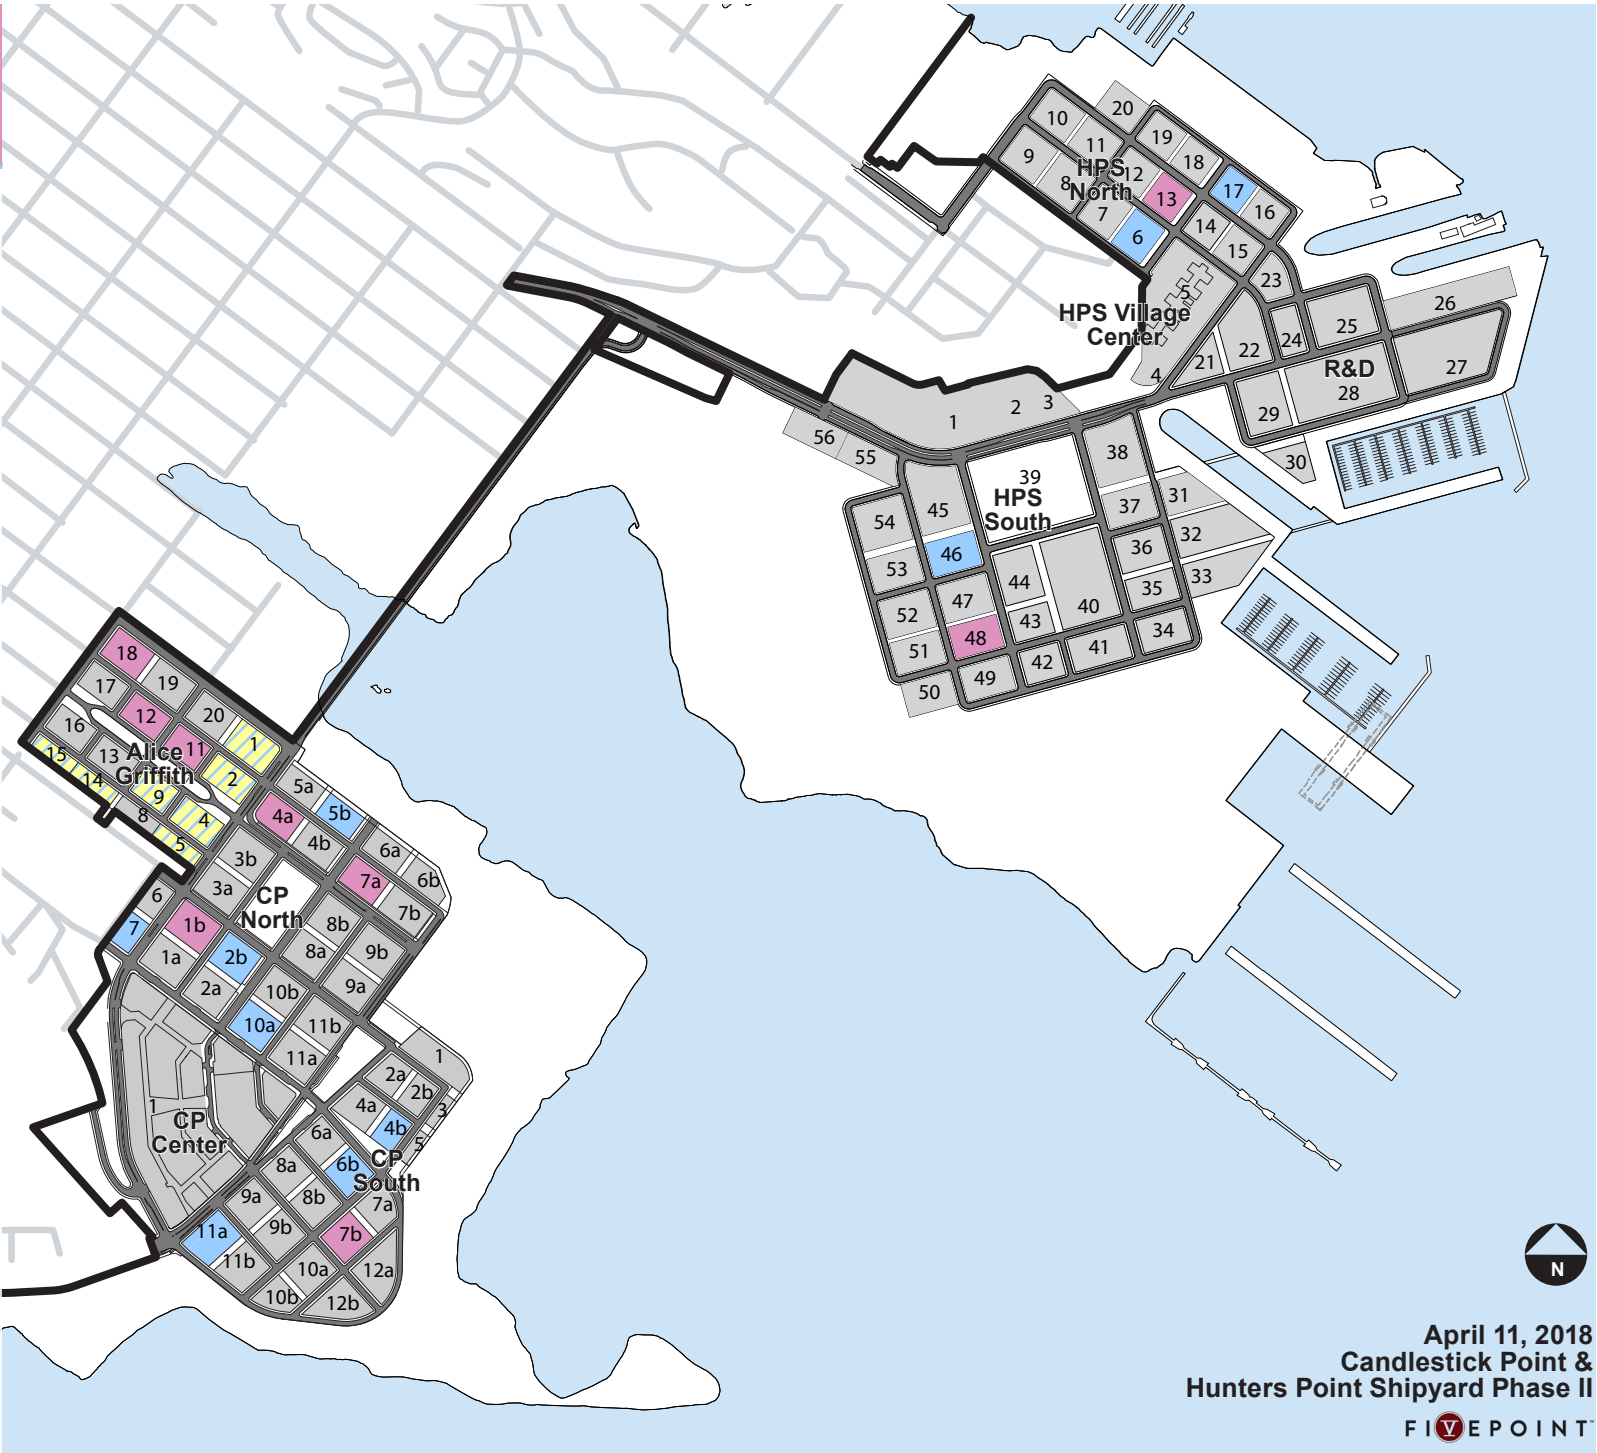 10
20
19
11
9
18
HPS
North
12
8
13
17
16
7
14
6
15
23
5
HPS Village
Center
26
25
24
22
21
4
R&D
27
28
29
30
1
2
3
56
55
38
39
HPS
South
37
31
45
54
46
36
32
53
44
35
33
47
40
52
43
48
51
41
34
42
49
50
18
17
19
12
20
16
11
1
13
15
Alice
Griffith
14
2
9
8
4
5
5a
5b
4a
4b
6a
3b
7a
6b
3a
CP
North
6
7b
1b
8b
7
2b
8a
9b
1a
2a
10b
9a
10a
11b
11a
1
2a
2b
1
CP
Center
4a
3
4b
6a
5
CP
South
6b
8a
9a
8b
7a
9b
11a
7b
11b
10a
12a
10b
12b
N
April 11, 2018
Candlestick Point &
Hunters Point Shipyard Phase II
FIVEPOINT